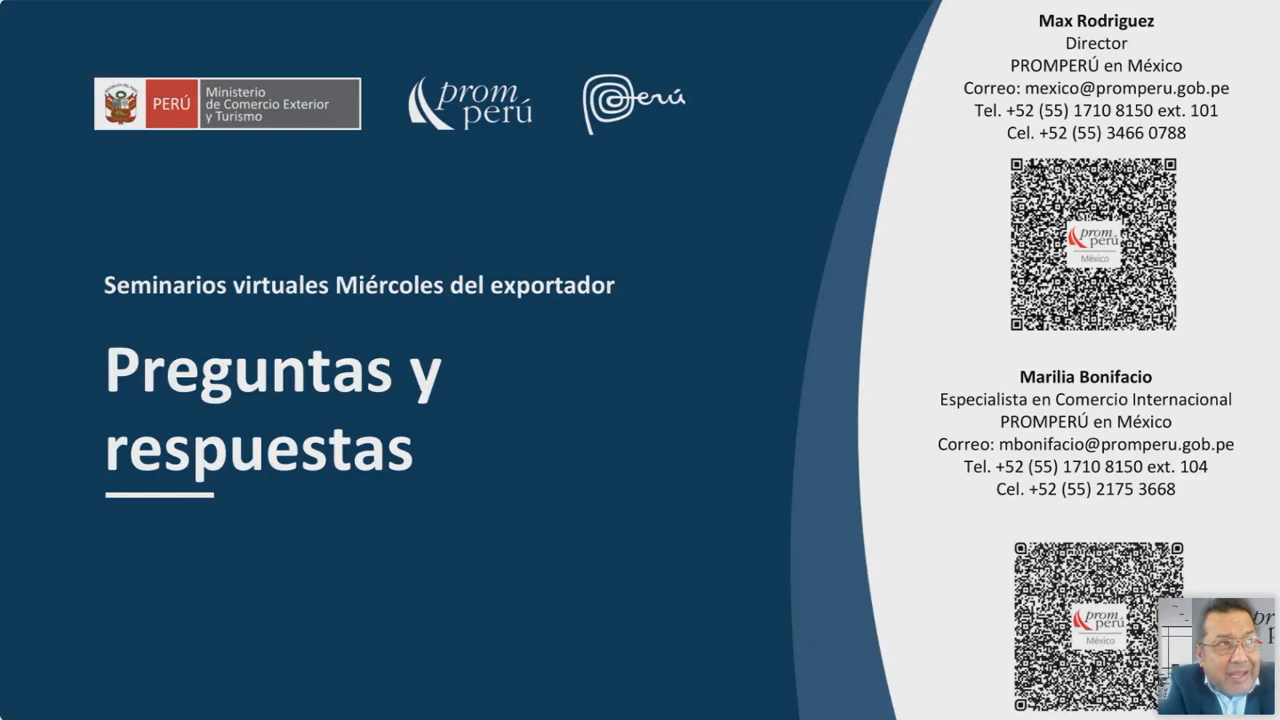 PERÚ
Ministerio
de Comercio Exterior
y Turismo
prom
perú
Perú
Seminarios virtuales Miércoles del exportador
Preguntas y
respuestas
Max Rodriguez
Director
PROMPERÚ en México
Correo: mexico@promperu.gob.pe
Tel. +52 (55) 1710 8150 ext. 101
Cel. +52 (55) 3466 0788
prom
perú
México
Marilia Bonifacio
Especialista en Comercio Internacional
PROMPERÚ en México
Correo: mbonifacio@promperu.gob.pe
Tel. +52 (55) 1710 8150 ext. 104
Cel. +52 (55) 2175 3668
prom
perú
México